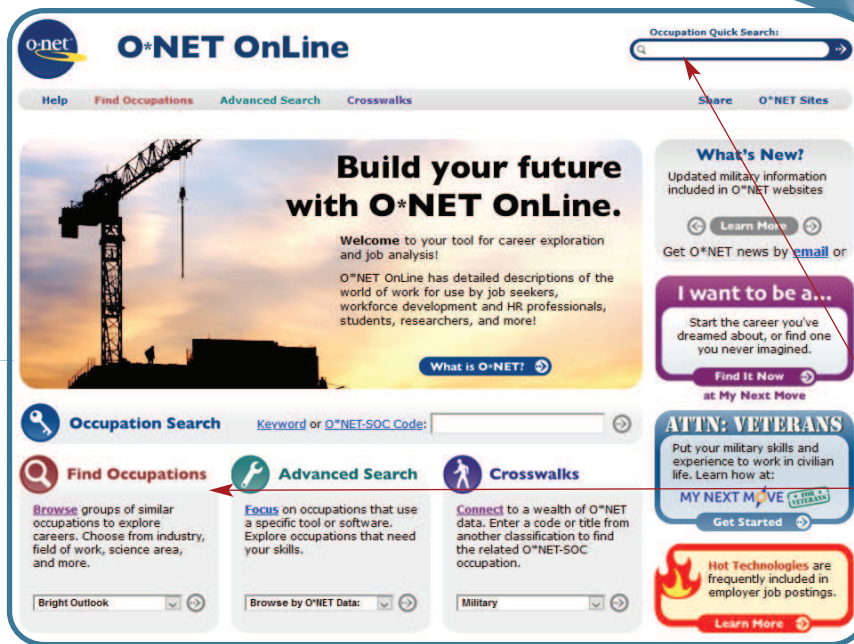 o·net
O*NET OnLine
Occupation Quick Search:
Help Find Occupations Advanced Search Crosswalks Share O*NET Sites
Build your future
with O*NET OnLine.
Welcome to your tool for career exploration
and job analysis!
O*NET OnLine has detailed descriptions of the
world of work for use by job seekers,
workforce development and HR professionals,
students, researchers, and more!
What is O*NET?
What's New?
Updated military information
included in O*NET websites
Learn More
Get O*NET news by email or
I want to be a...
Start the career you've
dreamed about, or find one
you never imagined.
Find It Now
at My Next Move
Occupation Search Keyword or O*NET-SOC Code:
Find Occupations
Browse groups of similar
occupations to explore
careers. Choose from industry,
field of work, science area,
and more.
Bright Outlook
Advanced Search
Focus on occupations that use
a specific tool or software.
Explore occupations that need
your skills.
Browse by O*NET Data:
Crosswalks
Connect to a wealth of O*NET
data. Enter a code or title from
another classification to find
the related O*NET-SOC
occupation.
Military
ATTN: VETERANS
Put your military skills and
experience to work in civilian
life. Learn how at:
MY NEXT MOVE FOR VETERANS
Get Started
Hot Technologies are
frequently included in
employer job postings.
Learn More